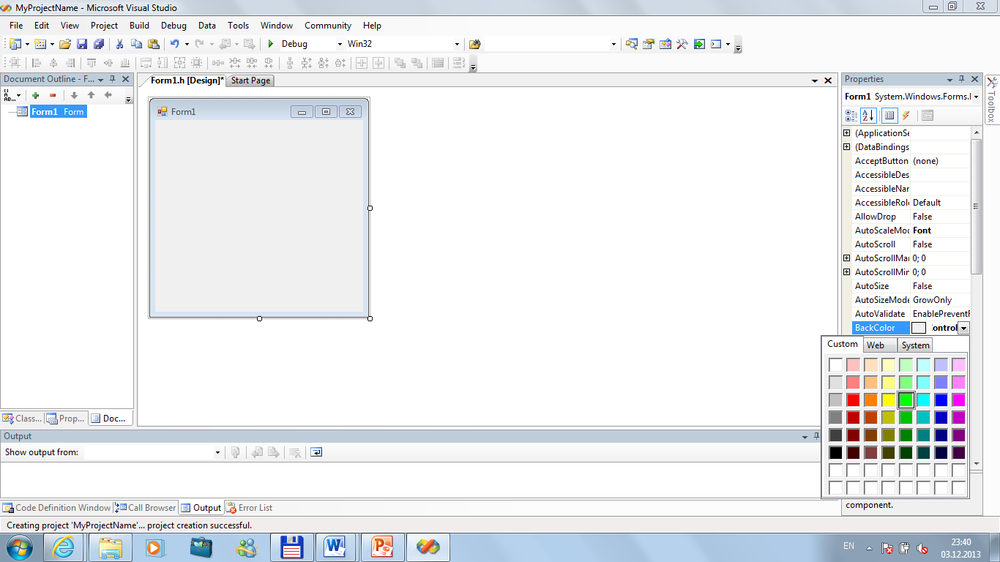 MyProjectName - Microsoft Visual Studio
File Edit View Project Build Debug Data Tools Window Community Help
Debug Win32
Document Outline - F...
Form1.h [Design]* Start Page
Properties
Form1 System.Windows.Forms.
Toolbox
Form1 Form
Form1
(ApplicationSe
(DataBindings
AcceptButton (none)
AccessibleDes
AccessibleNar
AccessibleRole Default
AllowDrop False
AutoScaleMod Font
AutoScroll False
AutoScrollMar 0; 0
AutoScrollMin 0; 0
AutoSize False
AutoSizeMode GrowOnly
AutoValidate EnablePreventF
BackColor Control
Custom Web System
Class... Prop... Doc...
Output
Show output from:
component.
Code Definition Window Call Browser Output Error List
Creating project 'MyProjectName'... project creation successful.
EN
23:40
03.12.2013